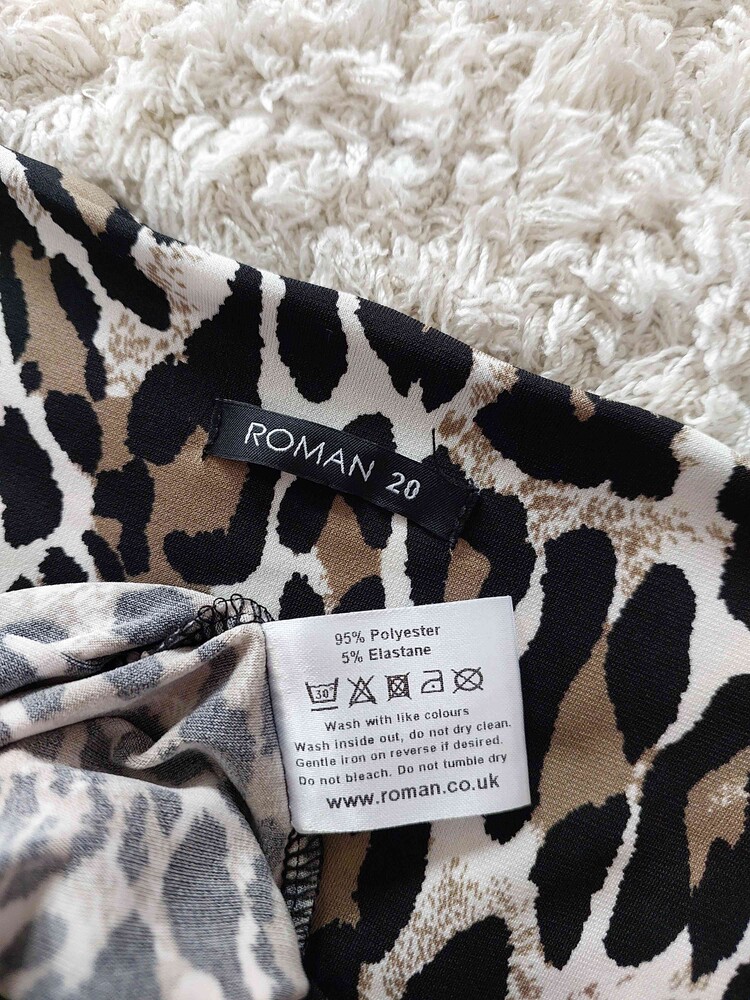 ROMAN 20
95% Polyester
5% Elastane
30°
Wash with like colours
Wash inside out, do not dry clean.
Gentle iron on reverse if desired.
Do not bleach. Do not tumble dry
www.roman.co.uk